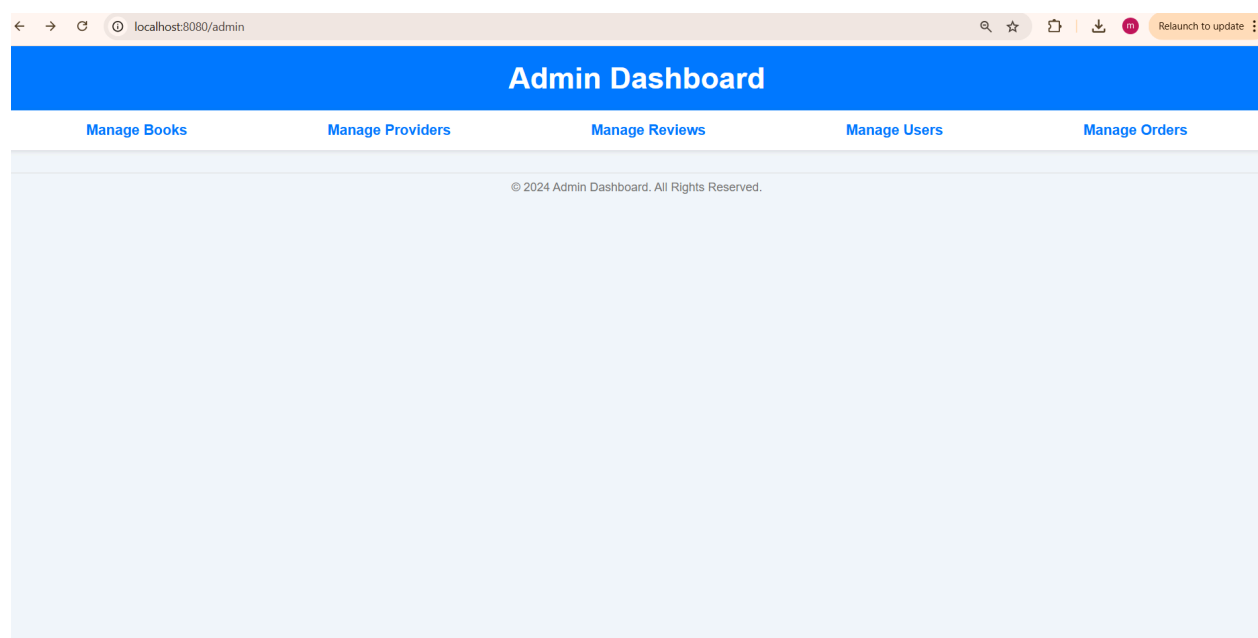 localhost:8080/admin
m
Relaunch to update
Admin Dashboard
Manage Books Manage Providers Manage Reviews Manage Users Manage Orders
© 2024 Admin Dashboard. All Rights Reserved.